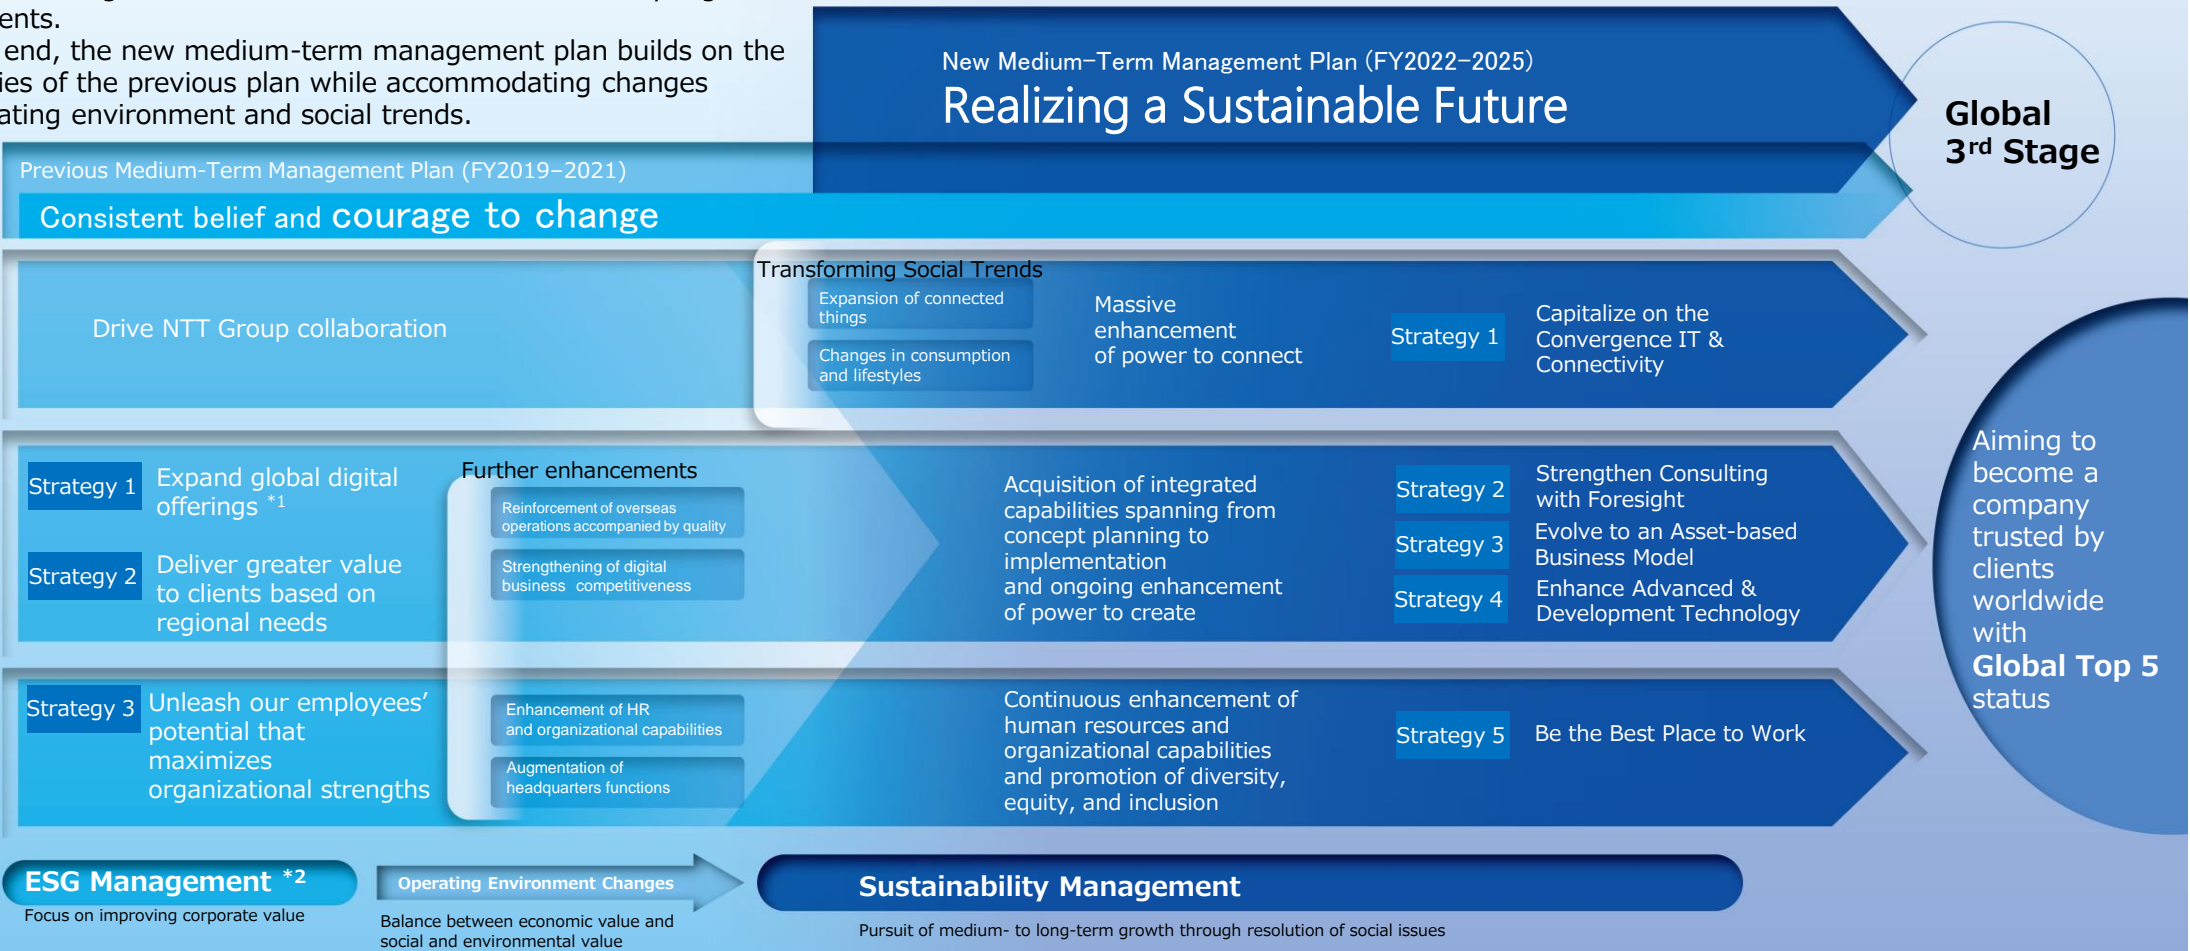 ents.
end, the new medium-term management plan builds on the
ies of the previous plan while accommodating changes
ating environment and social trends.
New Medium-Term Management Plan (FY2022-2025)
Realizing a Sustainable Future
Global
3rd Stage
Previous Medium-Term Management Plan (FY2019–2021)
Consistent belief and courage to change
Drive NTT Group collaboration
Transforming Social Trends
Expansion of connected
things
Changes in consumption
and lifestyles
Massive
enhancement
of power to connect
Strategy 1
Capitalize on the
Convergence IT &
Connectivity
Strategy 1
Expand global digital
offerings *1
Strategy 2
Deliver greater value
to clients based on
regional needs
Further enhancements
Reinforcement of overseas
operations accompanied by quality
Strengthening of digital
business competitiveness
Acquisition of integrated
capabilities spanning from
concept planning to
implementation
and ongoing enhancement
of power to create
Strategy 2
Strengthen Consulting
with Foresight
Strategy 3
Evolve to an Asset-based
Business Model
Strategy 4
Enhance Advanced &
Development Technology
Strategy 3
Unleash our employees’
potential that
maximizes
organizational strengths
Enhancement of HR
and organizational capabilities
Augmentation of
headquarters functions
Continuous enhancement of
human resources and
organizational capabilities
and promotion of diversity,
equity, and inclusion
Strategy 5
Be the Best Place to Work
Aiming to
become a
company
trusted by
clients
worldwide
with
Global Top 5
status
ESG Management *2
Focus on improving corporate value
Operating Environment Changes
Balance between economic value and
social and environmental value
Sustainability Management
Pursuit of medium- to long-term growth through resolution of social issues